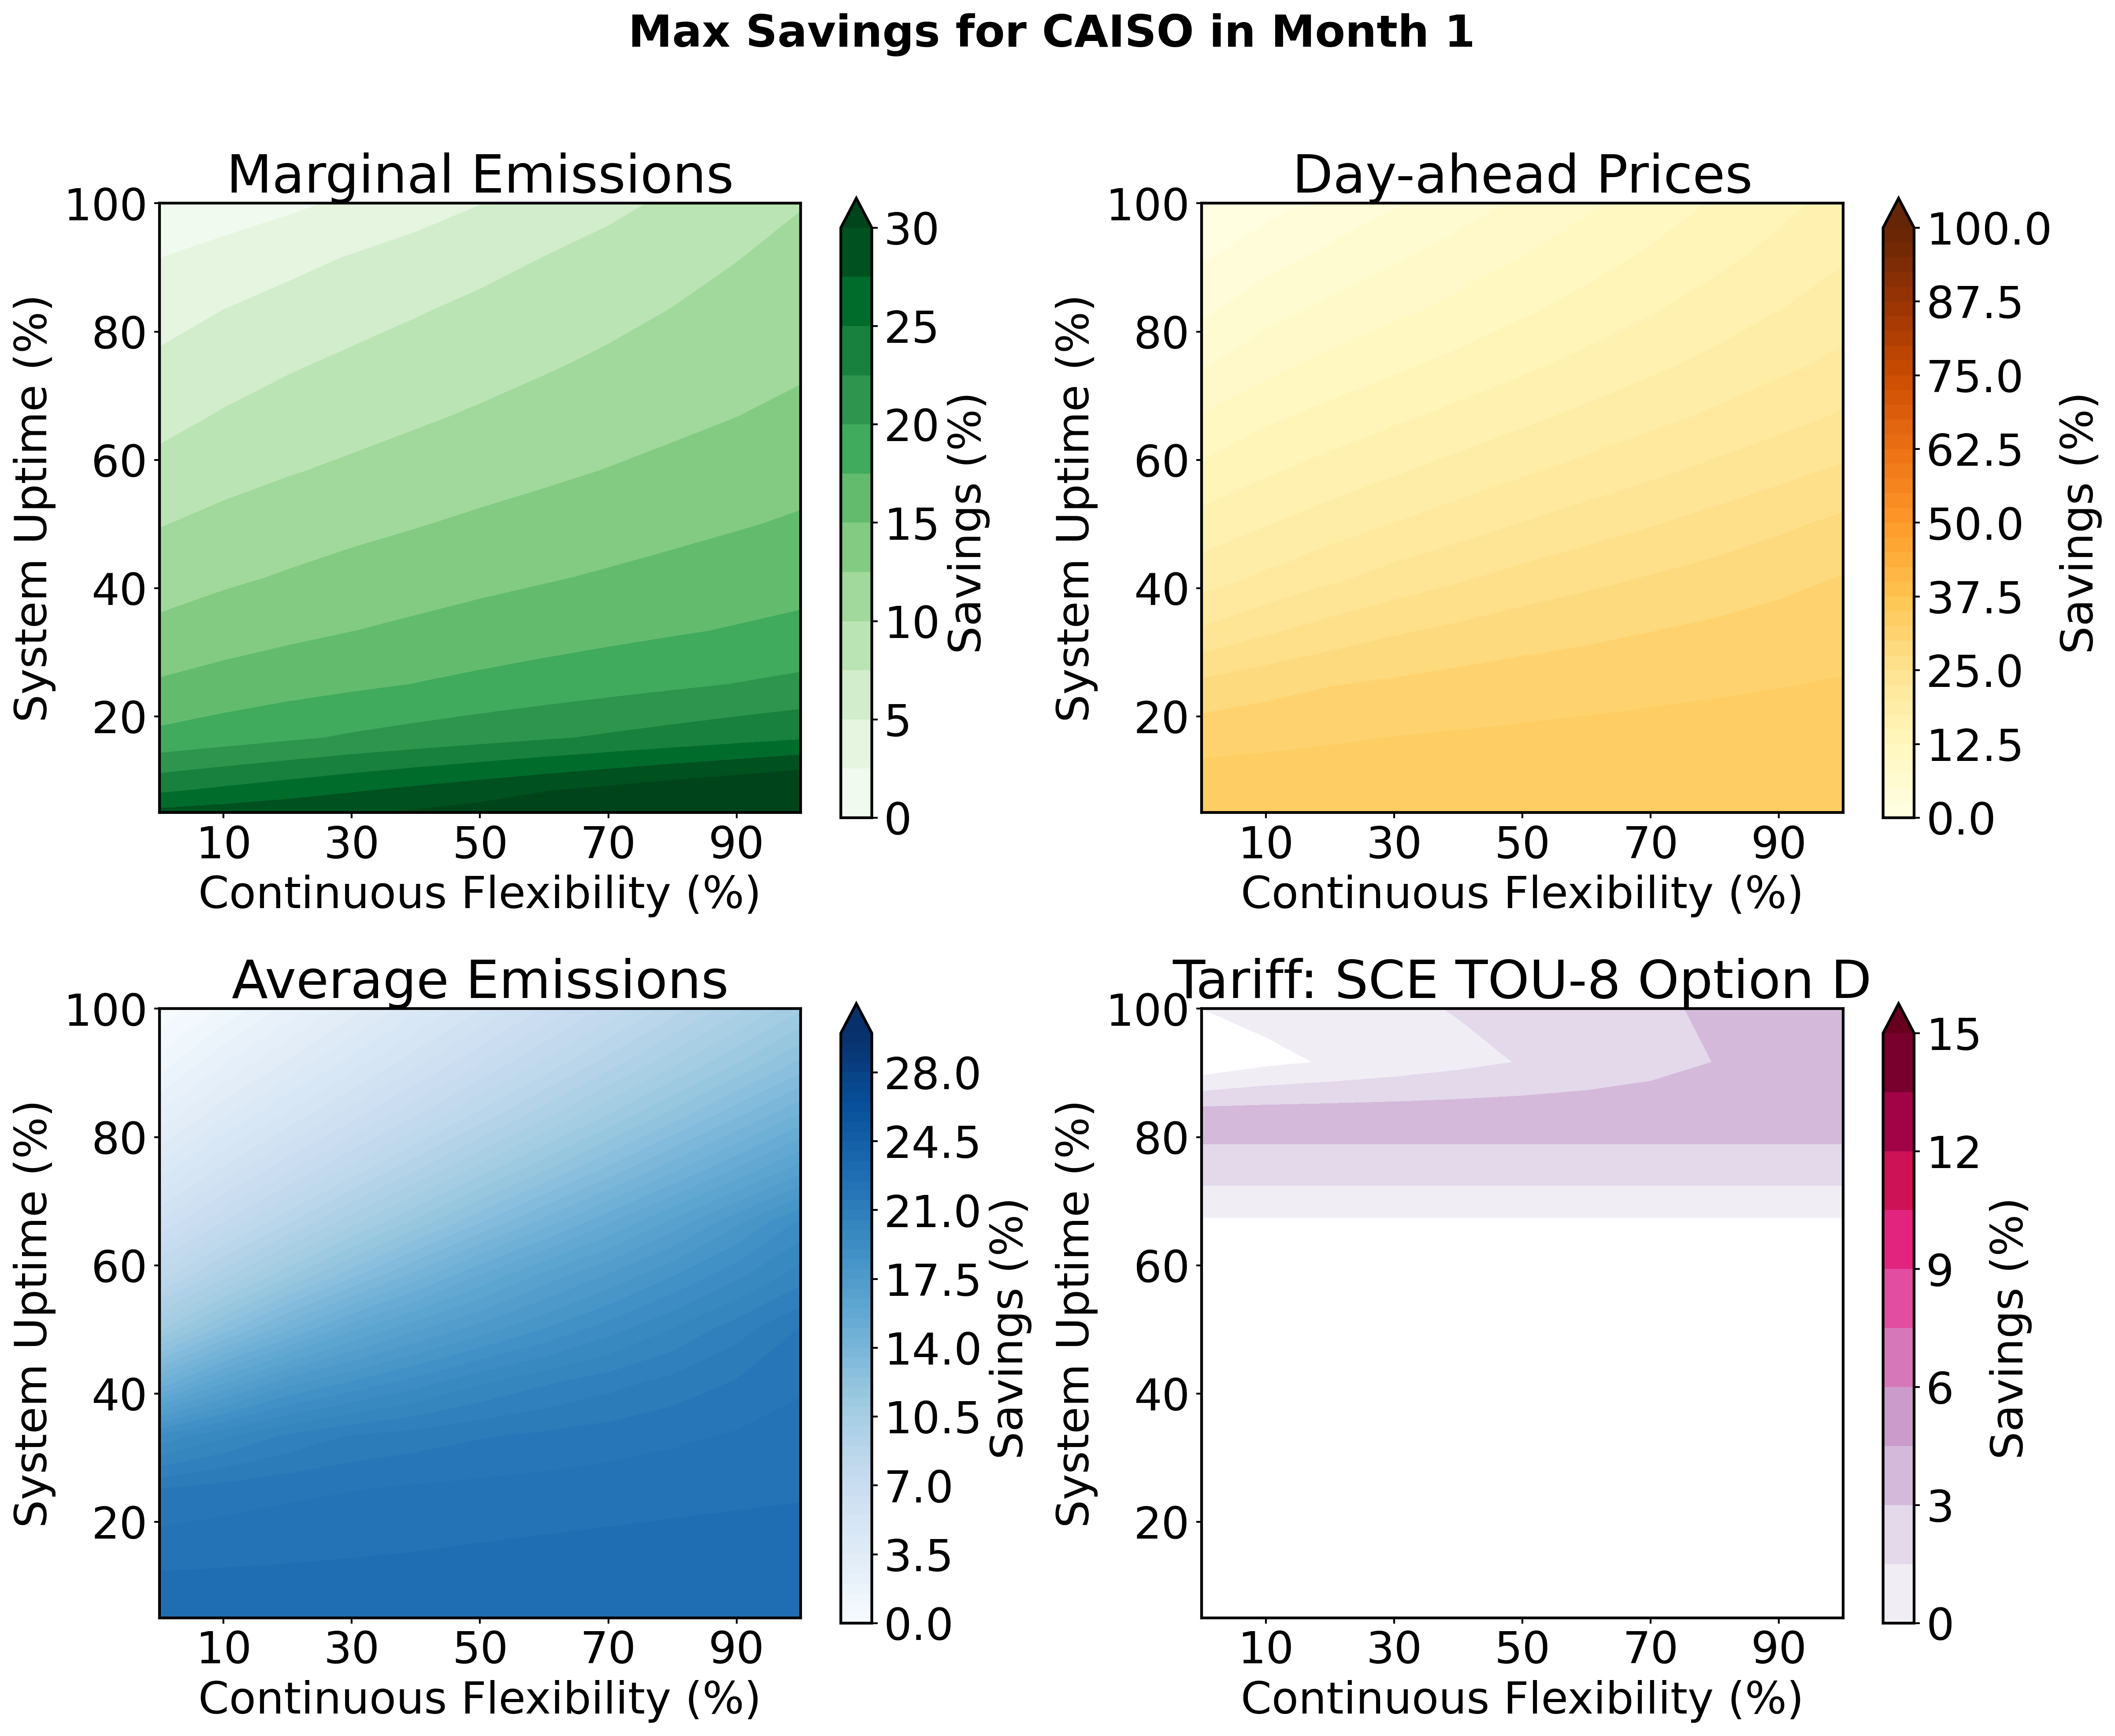 Max Savings for CAISO in Month 1
Marginal Emissions
100
80
60
40
20
System Uptime (%)
10 30 50 70 90
Continuous Flexibility (%)
30
25
20
15
10
5
0
Savings (%)
Day-ahead Prices
100
80
60
40
20
System Uptime (%)
10 30 50 70 90
Continuous Flexibility (%)
100.0
87.5
75.0
62.5
50.0
37.5
25.0
12.5
0.0
Savings (%)
Average Emissions
100
80
60
40
20
System Uptime (%)
10 30 50 70 90
Continuous Flexibility (%)
28.0
24.5
21.0
17.5
14.0
10.5
7.0
3.5
0.0
Savings (%)
Tariff: SCE TOU-8 Option D
100
80
60
40
20
System Uptime (%)
10 30 50 70 90
Continuous Flexibility (%)
15
12
9
6
3
0
Savings (%)